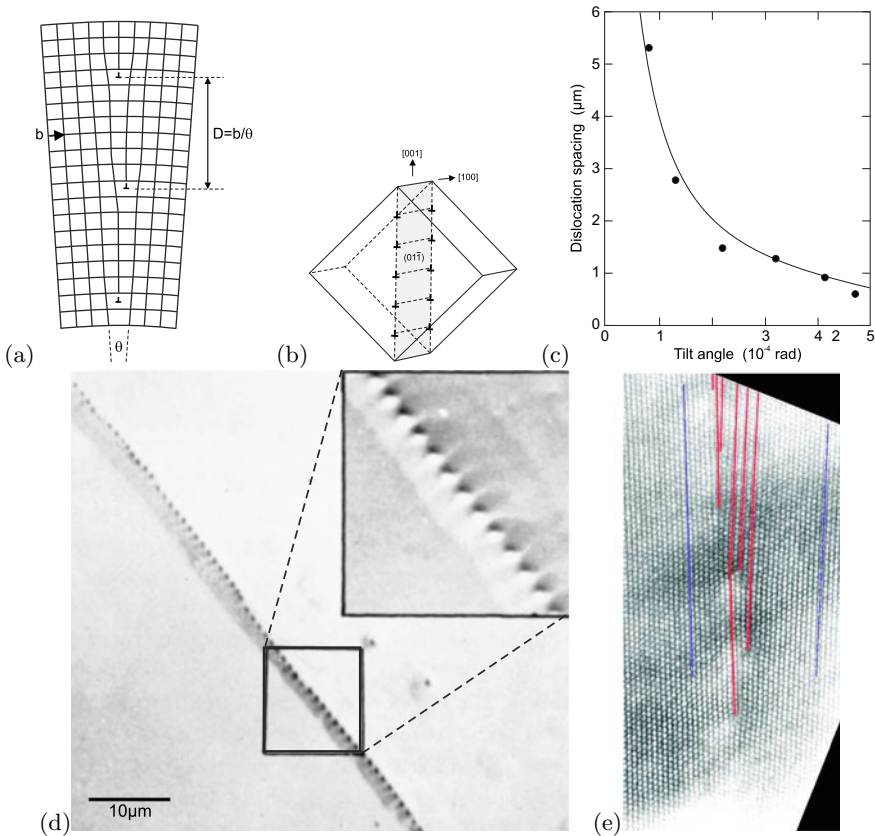 b
D=b/θ
θ
(a)
[001]
[100]
(011̄)
(b)
Dislocation spacing (μm)
6
5
4
3
2
1
0
0 1 3 4 2 5
Tilt angle (10⁻⁴ rad)
(c)
10μm
(d)
(e)